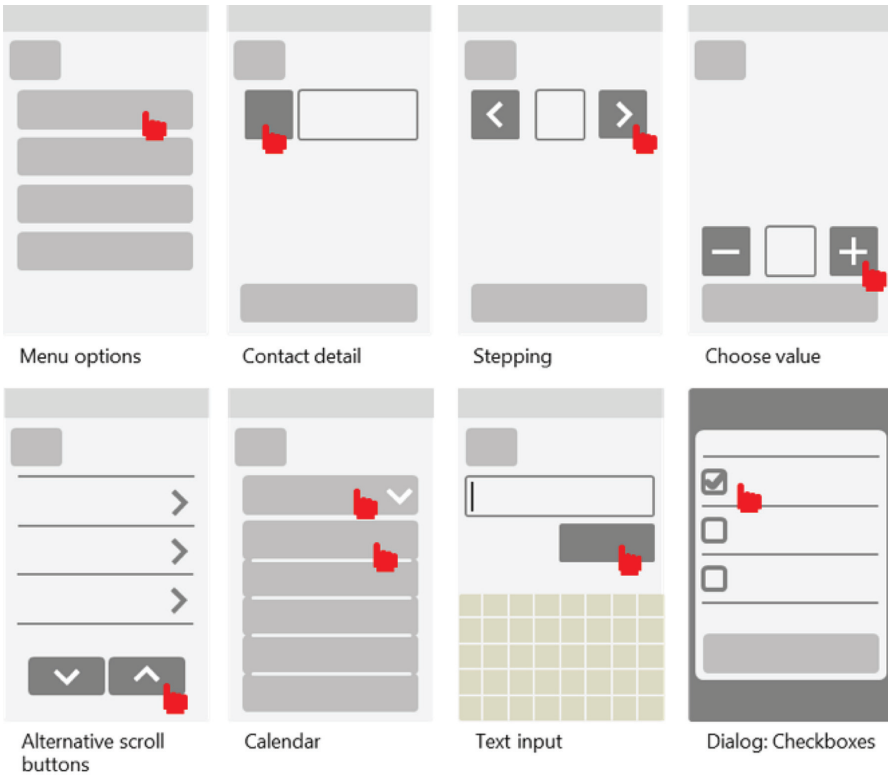 Menu options
Contact detail
Stepping
Choose value
Alternative scroll
buttons
Calendar
Text input
Dialog: Checkboxes